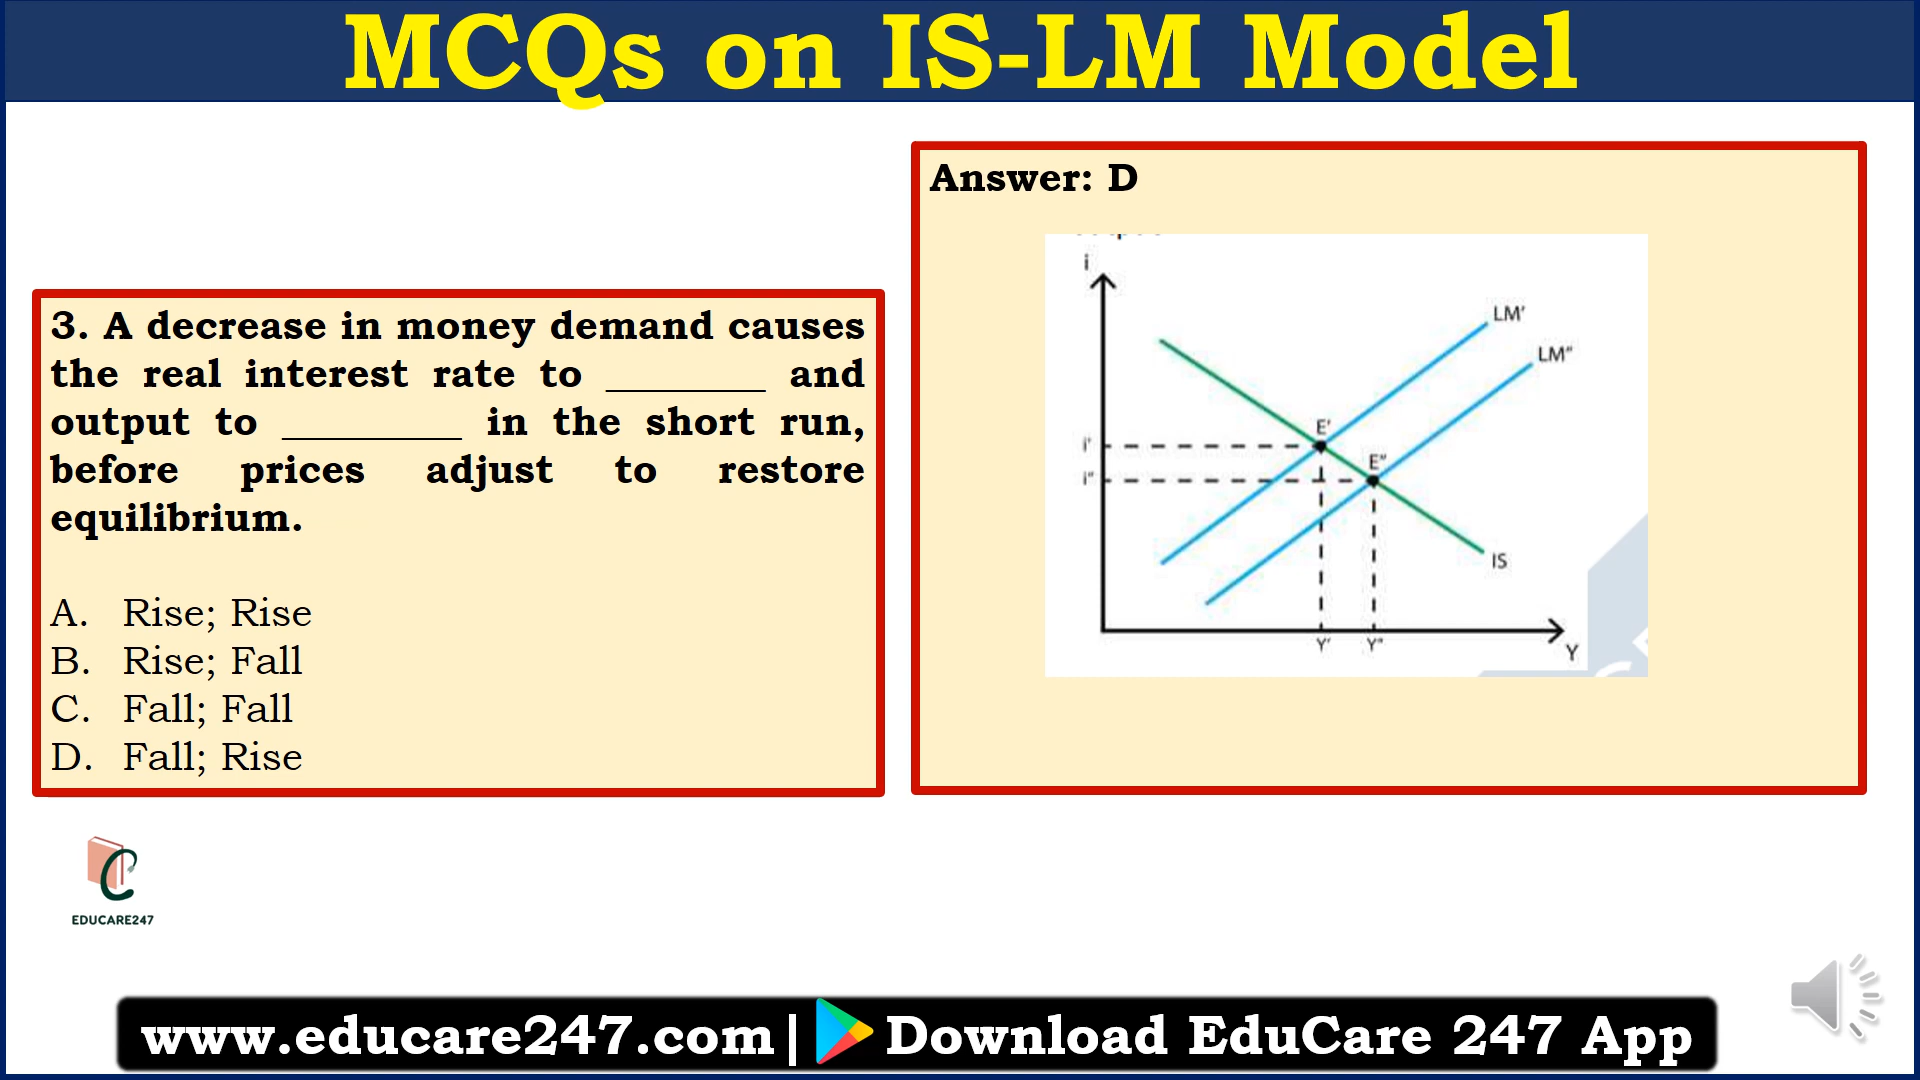 MCQs on IS-LM Model
3. A decrease in money demand causes
the real interest rate to ________ and
output to _________ in the short run,
before prices adjust to restore
equilibrium.
A. Rise; Rise
B. Rise; Fall
C. Fall; Fall
D. Fall; Rise
Answer: D
i
LM'
LM"
E'
i'
E"
i"
IS
Y' Y"
Y
EDUCARE247
www.educare247.com| Download EduCare 247 App